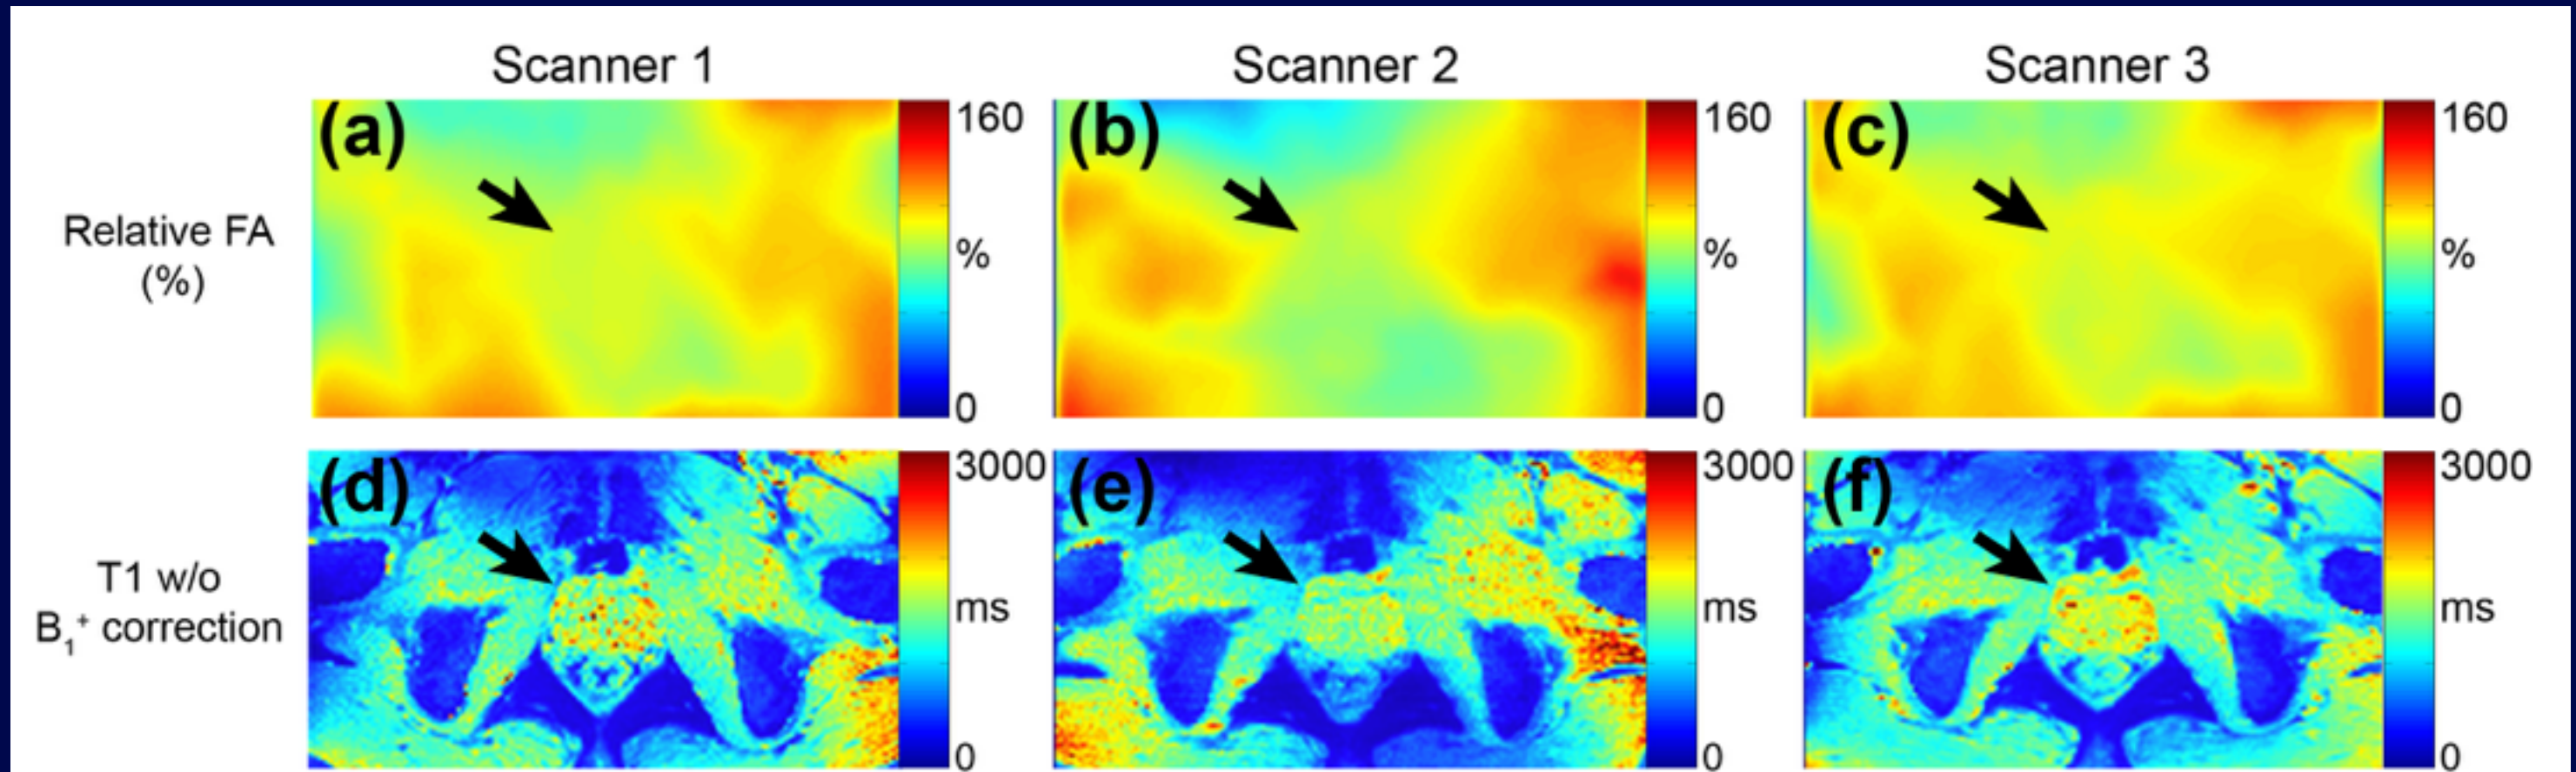 Scanner 1
Scanner 2
Scanner 3
Relative FA
(%)
(a)
160
%
0
(b)
160
%
0
(c)
160
%
0
T1 w/o
B₁⁺ correction
(d)
3000
ms
0
(e)
3000
ms
0
(f)
3000
ms
0